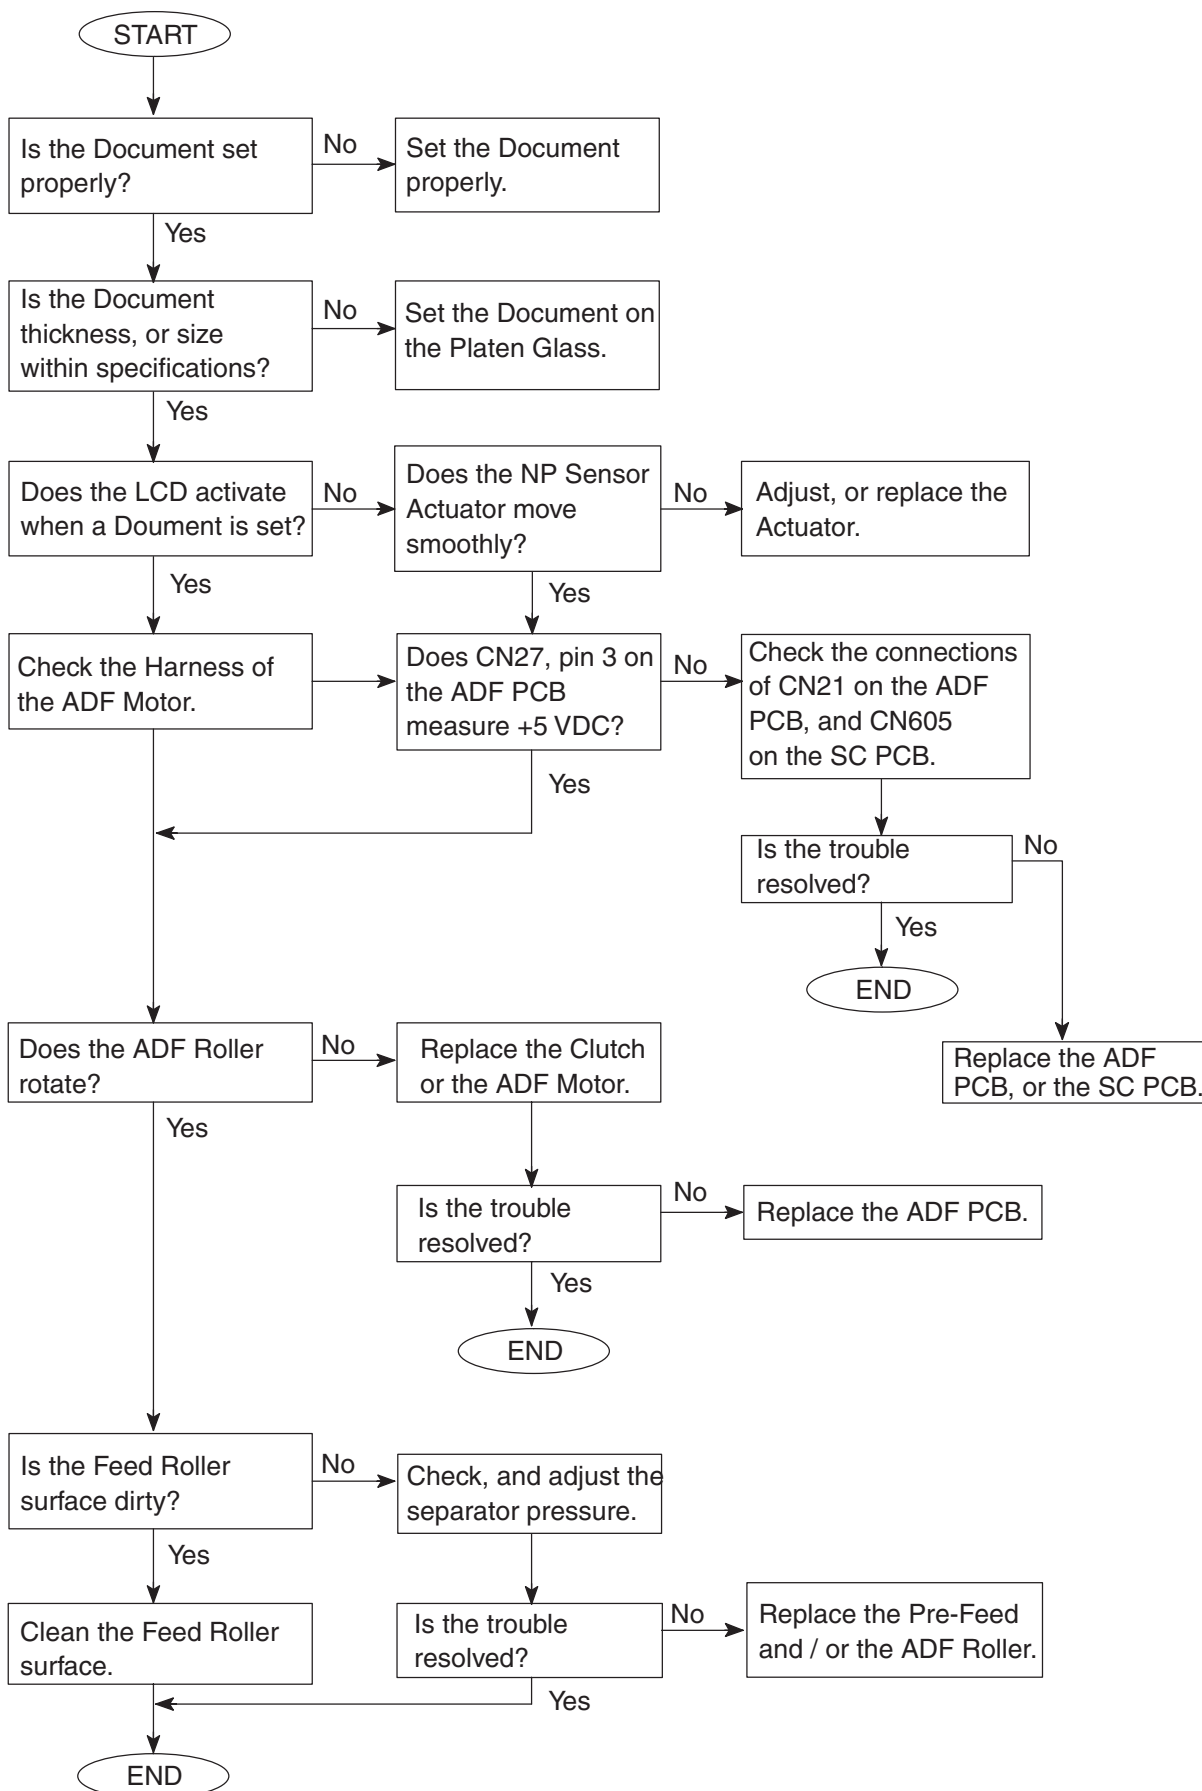 START
Is the Document set
properly?
No
Set the Document
properly.
Yes
Is the Document
thickness, or size
within specifications?
No
Set the Document on
the Platen Glass.
Yes
Does the LCD activate
when a Doument is set?
No
Does the NP Sensor
Actuator move
smoothly?
No
Adjust, or replace the
Actuator.
Yes
Yes
Check the Harness of
the ADF Motor.
Does CN27, pin 3 on
the ADF PCB
measure +5 VDC?
No
Check the connections
of CN21 on the ADF
PCB, and CN605
on the SC PCB.
Yes
Is the trouble
resolved?
No
Yes
END
Replace the ADF
PCB, or the SC PCB.
Does the ADF Roller
rotate?
No
Replace the Clutch
or the ADF Motor.
Yes
Is the trouble
resolved?
No
Replace the ADF PCB.
Yes
END
Is the Feed Roller
surface dirty?
No
Check, and adjust the
separator pressure.
Yes
Clean the Feed Roller
surface.
Is the trouble
resolved?
No
Replace the Pre-Feed
and / or the ADF Roller.
Yes
END